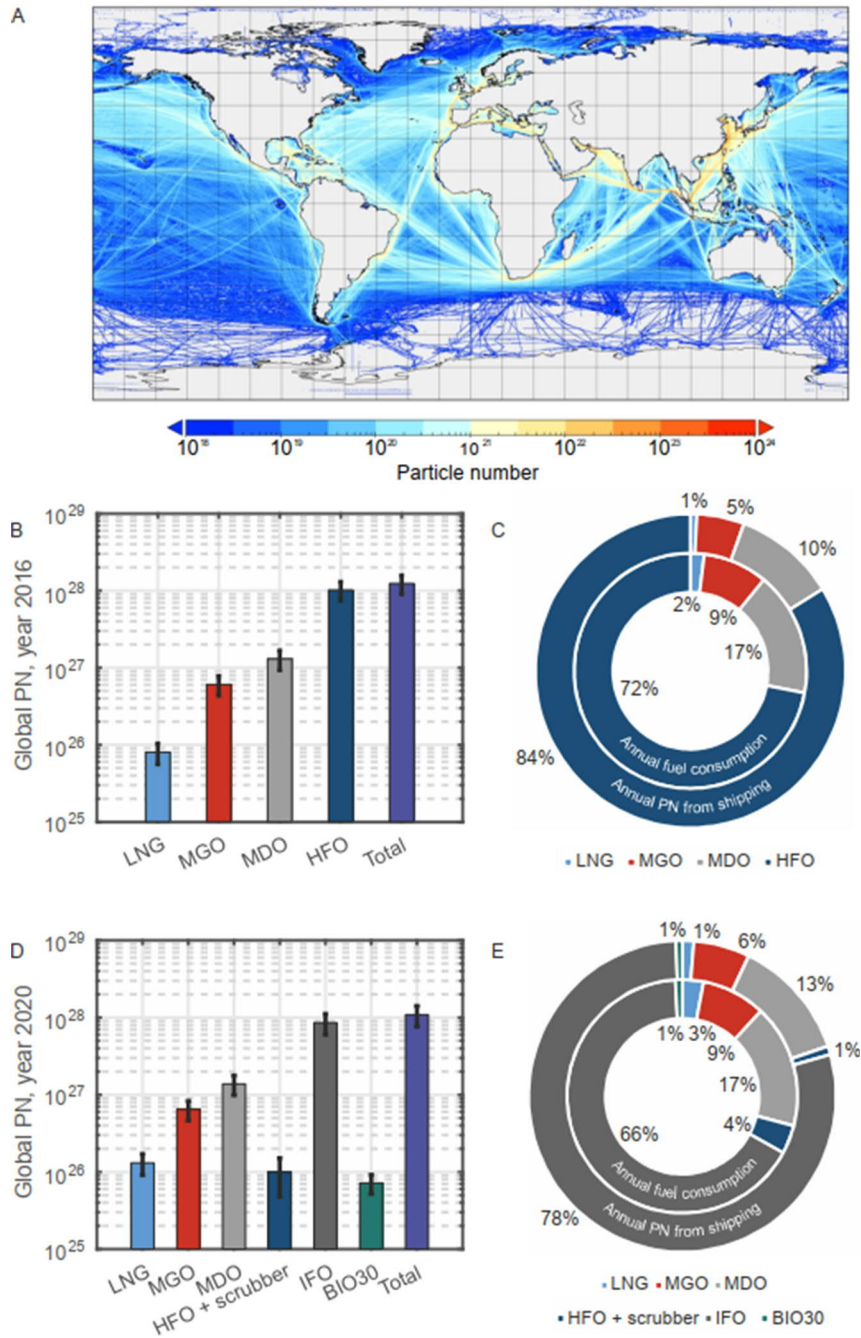 A
10^18
10^19
10^20
10^21
10^22
10^23
10^24
Particle number
B
Global PN, year 2016
10^29
10^28
10^27
10^26
10^25
LNG
MGO
MDO
HFO
Total
C
1%
5%
10%
2%
9%
17%
72%
84%
Annual fuel consumption
Annual PN from shipping
LNG MGO MDO HFO
D
Global PN, year 2020
10^29
10^28
10^27
10^26
10^25
LNG
MGO
MDO
HFO + scrubber
IFO
BIO30
Total
E
1%
1%
6%
13%
1%
1%
3%
9%
17%
4%
66%
78%
Annual fuel consumption
Annual PN from shipping
LNG MGO MDO
HFO + scrubber IFO BIO30